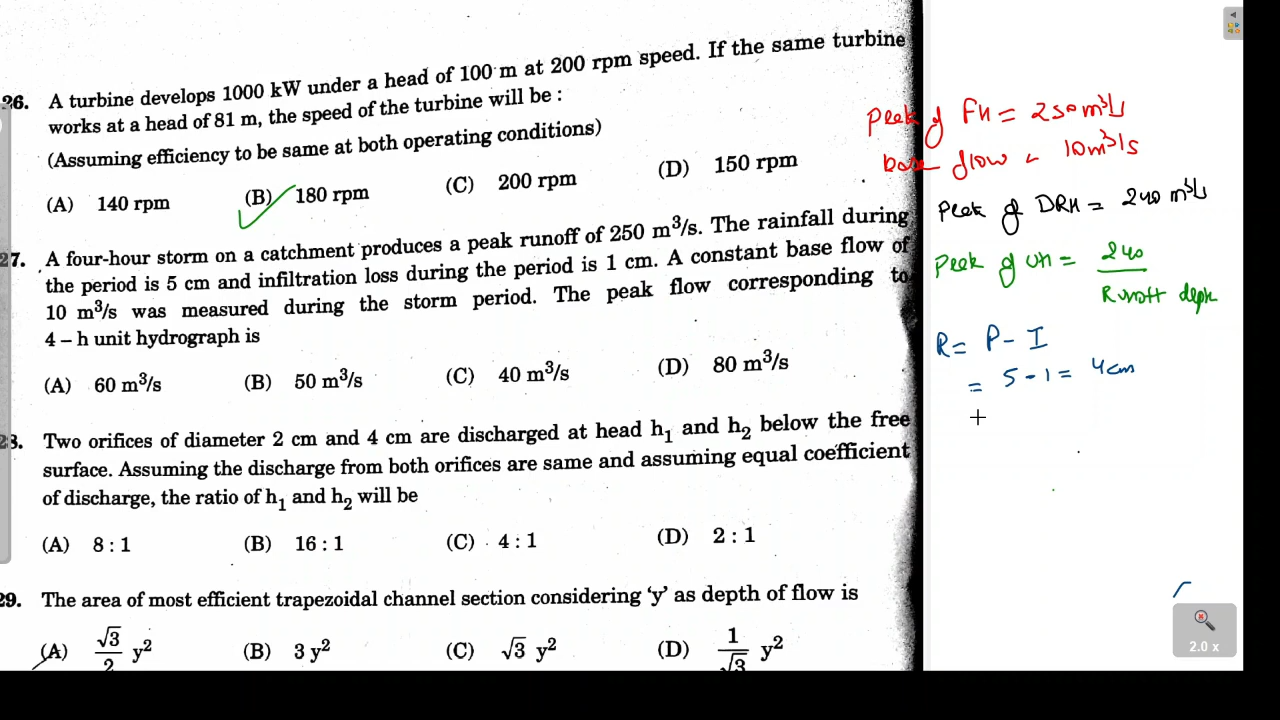 26. A turbine develops 1000 kW under a head of 100 m at 200 rpm speed. If the same turbine
works at a head of 81 m, the speed of the turbine will be :
(Assuming efficiency to be same at both operating conditions)
(A) 140 rpm (B) 180 rpm (C) 200 rpm (D) 150 rpm
27. A four-hour storm on a catchment produces a peak runoff of 250 m³/s. The rainfall during
the period is 5 cm and infiltration loss during the period is 1 cm. A constant base flow of
10 m³/s was measured during the storm period. The peak flow corresponding to
4 – h unit hydrograph is
(A) 60 m³/s (B) 50 m³/s (C) 40 m³/s (D) 80 m³/s
28. Two orifices of diameter 2 cm and 4 cm are discharged at head h₁ and h₂ below the free
surface. Assuming the discharge from both orifices are same and assuming equal coefficient
of discharge, the ratio of h₁ and h₂ will be
(A) 8 : 1 (B) 16 : 1 (C) 4 : 1 (D) 2 : 1
29. The area of most efficient trapezoidal channel section considering ‘y’ as depth of flow is
(A) √3/2 y² (B) 3 y² (C) √3 y² (D) 1/√3 y²
Peak of FH = 250 m³/s
base flow = 10 m³/s
Peak of DRH = 240 m³/s
Peak of UH = 240
Runoff depth
R = P - I
= 5 - 1 = 4 cm
2.0 x